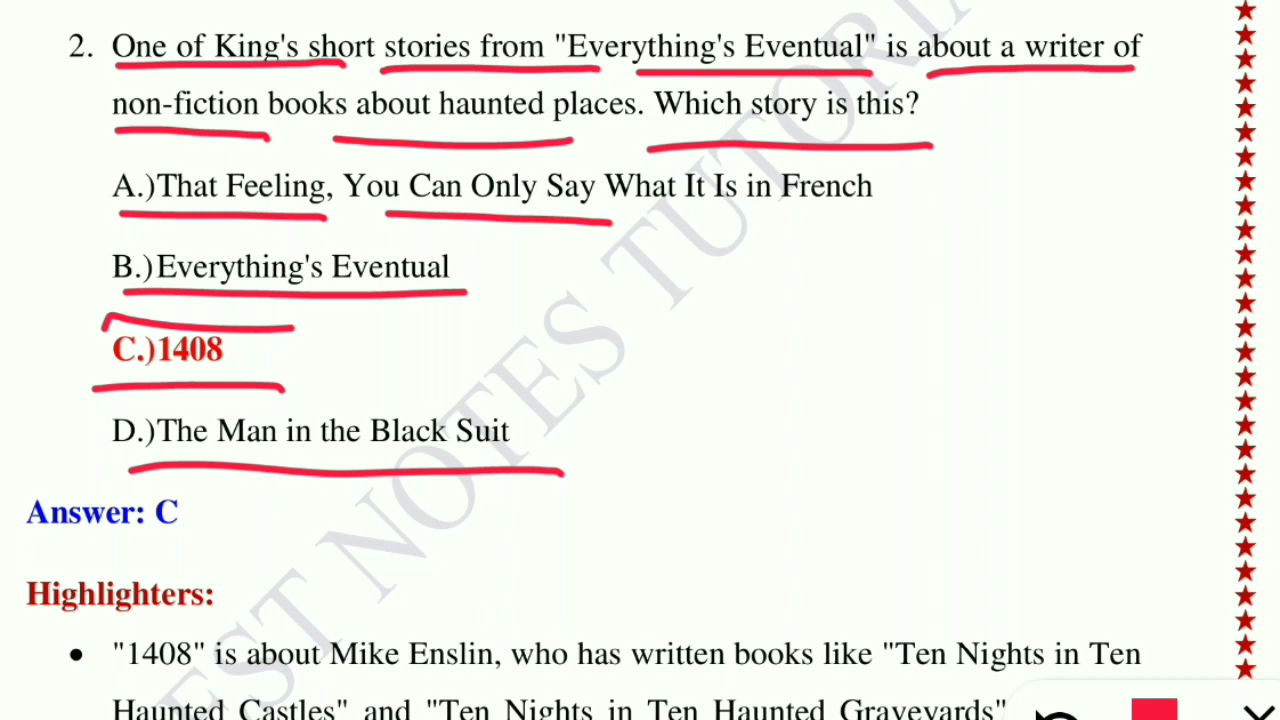 2. One of King's short stories from "Everything's Eventual" is about a writer of
non-fiction books about haunted places. Which story is this?
A.)That Feeling, You Can Only Say What It Is in French
B.)Everything's Eventual
C.)1408
D.)The Man in the Black Suit
Answer: C
Highlighters:
• "1408" is about Mike Enslin, who has written books like "Ten Nights in Ten
Haunted Castles" and "Ten Nights in Ten Haunted Graveyards"
EST NOTES TUTORI